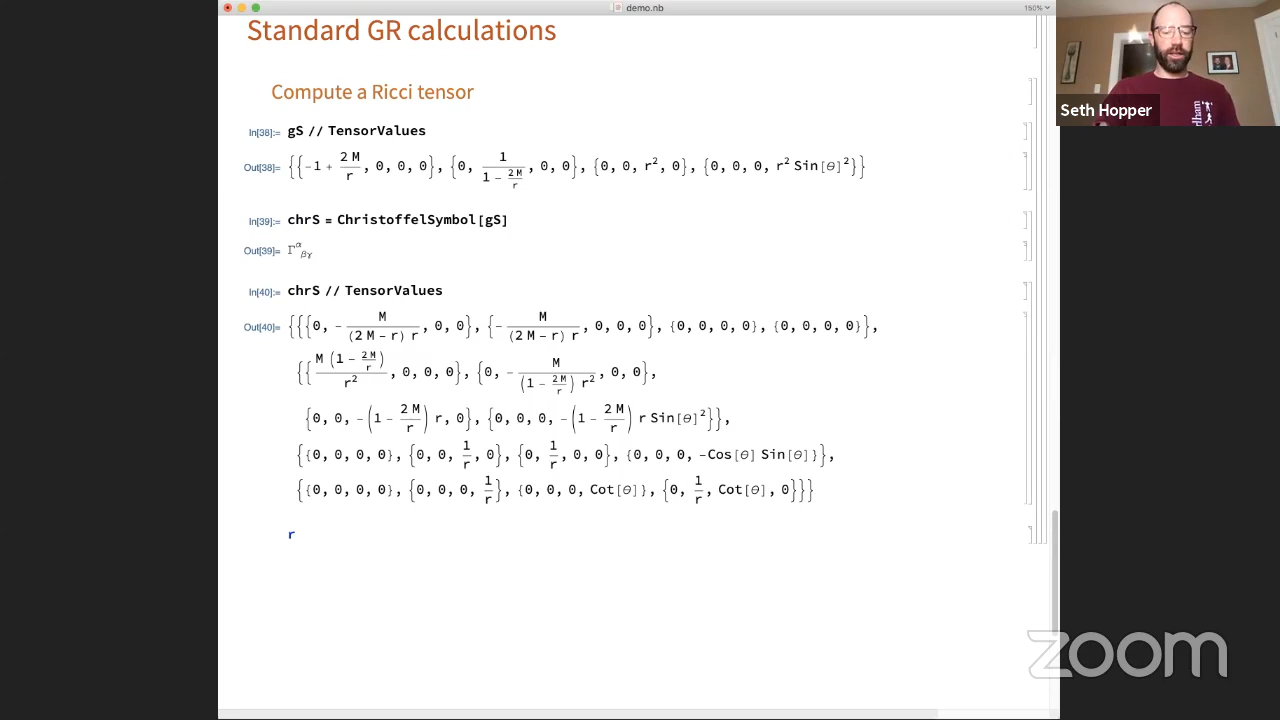 demo.nb
150%
Standard GR calculations
Compute a Ricci tensor
In[38]:= gS // TensorValues
Out[38]= {{-1 + 2 M/r, 0, 0, 0}, {0, 1/(1 - 2 M/r), 0, 0}, {0, 0, r², 0}, {0, 0, 0, r² Sin[θ]²}}
In[39]:= chrS = ChristoffelSymbol[gS]
Out[39]= Γ^α_βγ
In[40]:= chrS // TensorValues
Out[40]= {{{0, -M/((2 M - r) r), 0, 0}, {-M/((2 M - r) r), 0, 0, 0}, {0, 0, 0, 0}, {0, 0, 0, 0}},
{{M (1 - 2 M/r)/r², 0, 0, 0}, {0, -M/((1 - 2 M/r) r²), 0, 0},
{0, 0, -(1 - 2 M/r) r, 0}, {0, 0, 0, -(1 - 2 M/r) r Sin[θ]²}},
{{0, 0, 0, 0}, {0, 0, 1/r, 0}, {0, 1/r, 0, 0}, {0, 0, 0, -Cos[θ] Sin[θ]}},
{{0, 0, 0, 0}, {0, 0, 0, 1/r}, {0, 0, 0, Cot[θ]}, {0, 1/r, Cot[θ], 0}}}
r
Seth Hopper
zoom